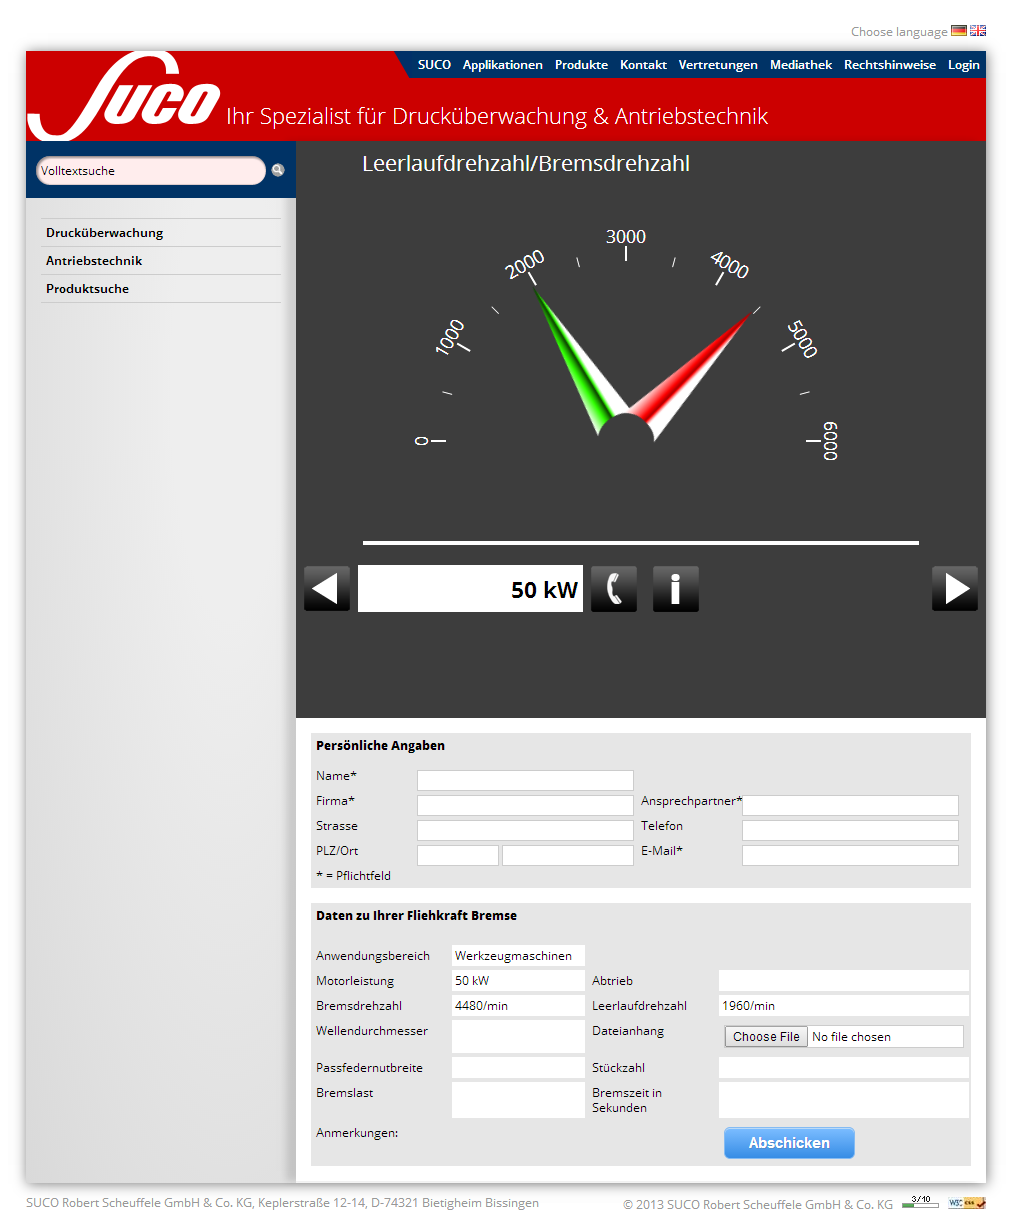 Choose language
SUCO Applikationen Produkte Kontakt Vertretungen Mediathek Rechtshinweise Login
Suco Ihr Spezialist für Drucküberwachung & Antriebstechnik
Volltextsuche
Drucküberwachung
Antriebstechnik
Produktsuche
Leerlaufdrehzahl/Bremsdrehzahl
0
1000
2000
3000
4000
5000
6000
50 kW
Persönliche Angaben
Name*
Firma* Ansprechpartner*
Strasse Telefon
PLZ/Ort E-Mail*
* = Pflichtfeld
Daten zu Ihrer Fliehkraft Bremse
Anwendungsbereich Werkzeugmaschinen
Motorleistung 50 kW Abtrieb
Bremsdrehzahl 4480/min Leerlaufdrehzahl 1960/min
Wellendurchmesser Dateianhang Choose File No file chosen
Passfedernutbreite Stückzahl
Bremslast Bremszeit in
Sekunden
Anmerkungen: Abschicken
SUCO Robert Scheuffele GmbH & Co. KG, Keplerstraße 12-14, D-74321 Bietigheim Bissingen
© 2013 SUCO Robert Scheuffele GmbH & Co. KG 3/10 W3C css